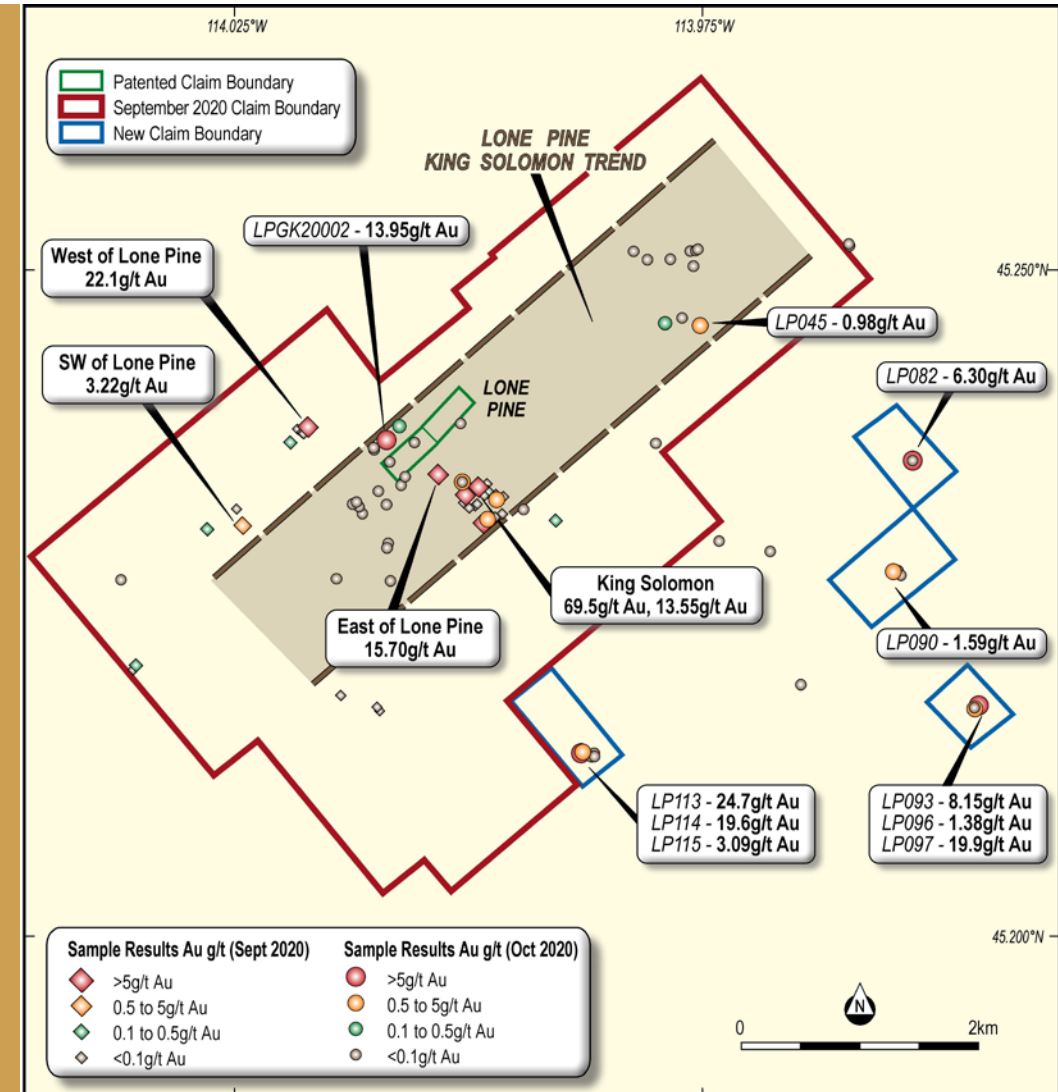 114.025°W
113.975°W
Patented Claim Boundary
September 2020 Claim Boundary
New Claim Boundary
LONE PINE
KING SOLOMON TREND
LPGK20002 - 13.95g/t Au
West of Lone Pine
22.1g/t Au
45.250°N
LP045 - 0.98g/t Au
SW of Lone Pine
3.22g/t Au
LP082 - 6.30g/t Au
LONE
PINE
King Solomon
69.5g/t Au, 13.55g/t Au
East of Lone Pine
15.70g/t Au
LP090 - 1.59g/t Au
LP113 - 24.7g/t Au
LP114 - 19.6g/t Au
LP115 - 3.09g/t Au
LP093 - 8.15g/t Au
LP096 - 1.38g/t Au
LP097 - 19.9g/t Au
45.200°N
Sample Results Au g/t (Sept 2020)
>5g/t Au
0.5 to 5g/t Au
0.1 to 0.5g/t Au
<0.1g/t Au
Sample Results Au g/t (Oct 2020)
>5g/t Au
0.5 to 5g/t Au
0.1 to 0.5g/t Au
<0.1g/t Au
N
0
2km